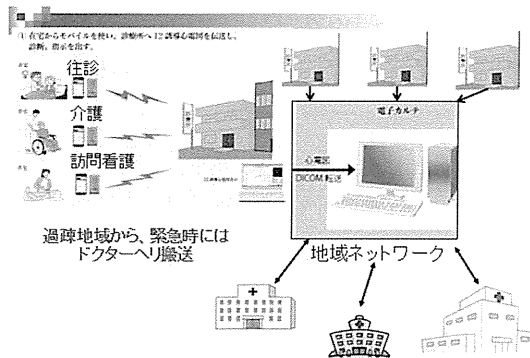 ① 在宅からモバイルを使い、診療所へ12誘導心電図を伝送し、
診断、指示を出す。
往診
介護
訪問看護
過疎地域から、緊急時には
ドクターヘリ搬送
電子カルテ
心電図
DICOM転送
地域ネットワーク